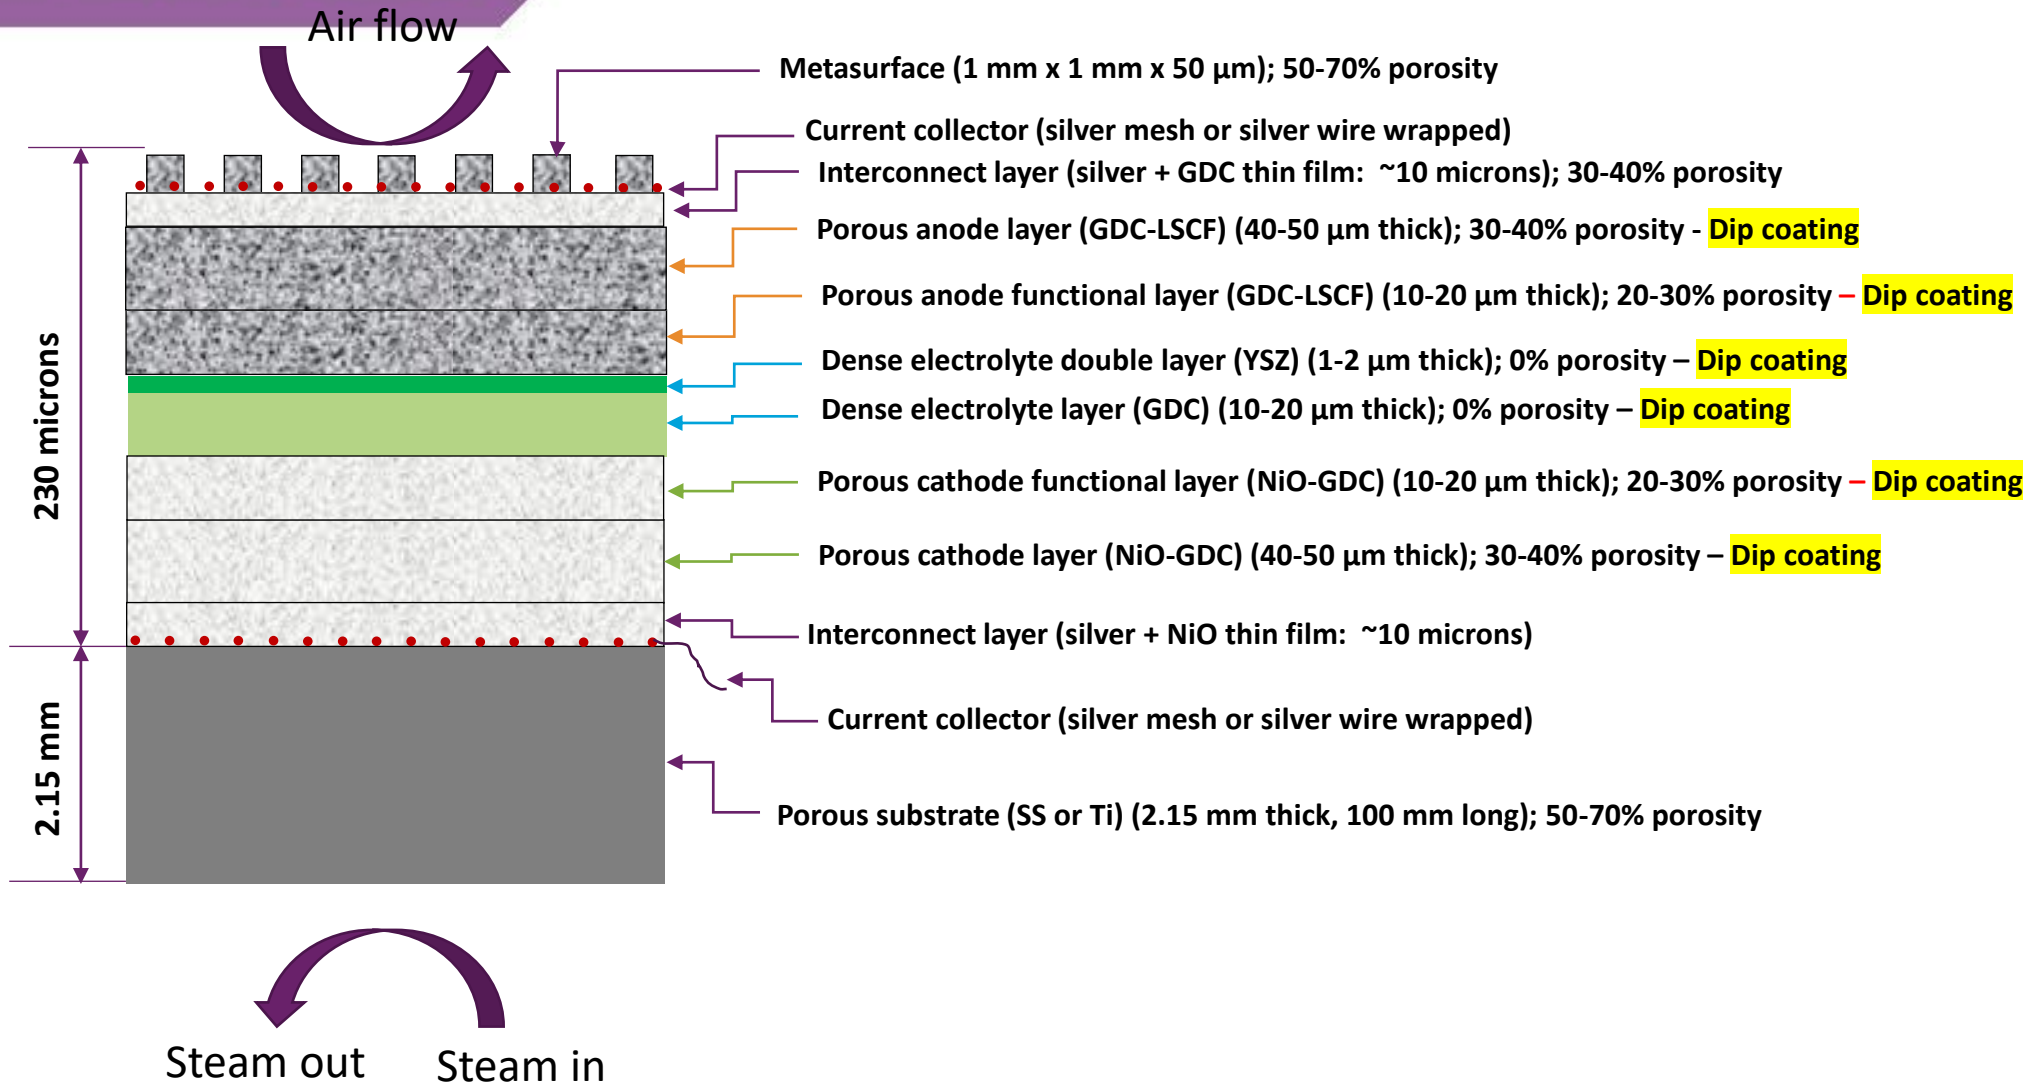 Air flow
Metasurface (1 mm x 1 mm x 50 µm); 50-70% porosity
Current collector (silver mesh or silver wire wrapped)
Interconnect layer (silver + GDC thin film:  ~10 microns); 30-40% porosity
Porous anode layer (GDC-LSCF) (40-50 µm thick); 30-40% porosity - Dip coating
Porous anode functional layer (GDC-LSCF) (10-20 µm thick); 20-30% porosity – Dip coating
Dense electrolyte double layer (YSZ) (1-2 µm thick); 0% porosity – Dip coating
Dense electrolyte layer (GDC) (10-20 µm thick); 0% porosity – Dip coating
230 microns
Porous cathode functional layer (NiO-GDC) (10-20 µm thick); 20-30% porosity – Dip coating
Porous cathode layer (NiO-GDC) (40-50 µm thick); 30-40% porosity – Dip coating
Interconnect layer (silver + NiO thin film:  ~10 microns)
Current collector (silver mesh or silver wire wrapped)
2.15 mm
Porous substrate (SS or Ti) (2.15 mm thick, 100 mm long); 50-70% porosity
Steam out
Steam in